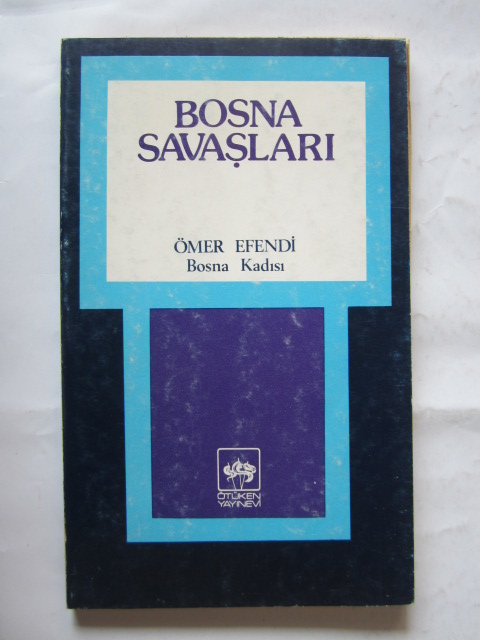 BOSNA
SAVAŞLARI
ÖMER EFENDİ
Bosna Kadısı
ÖTÜKEN
YAYINEVİ